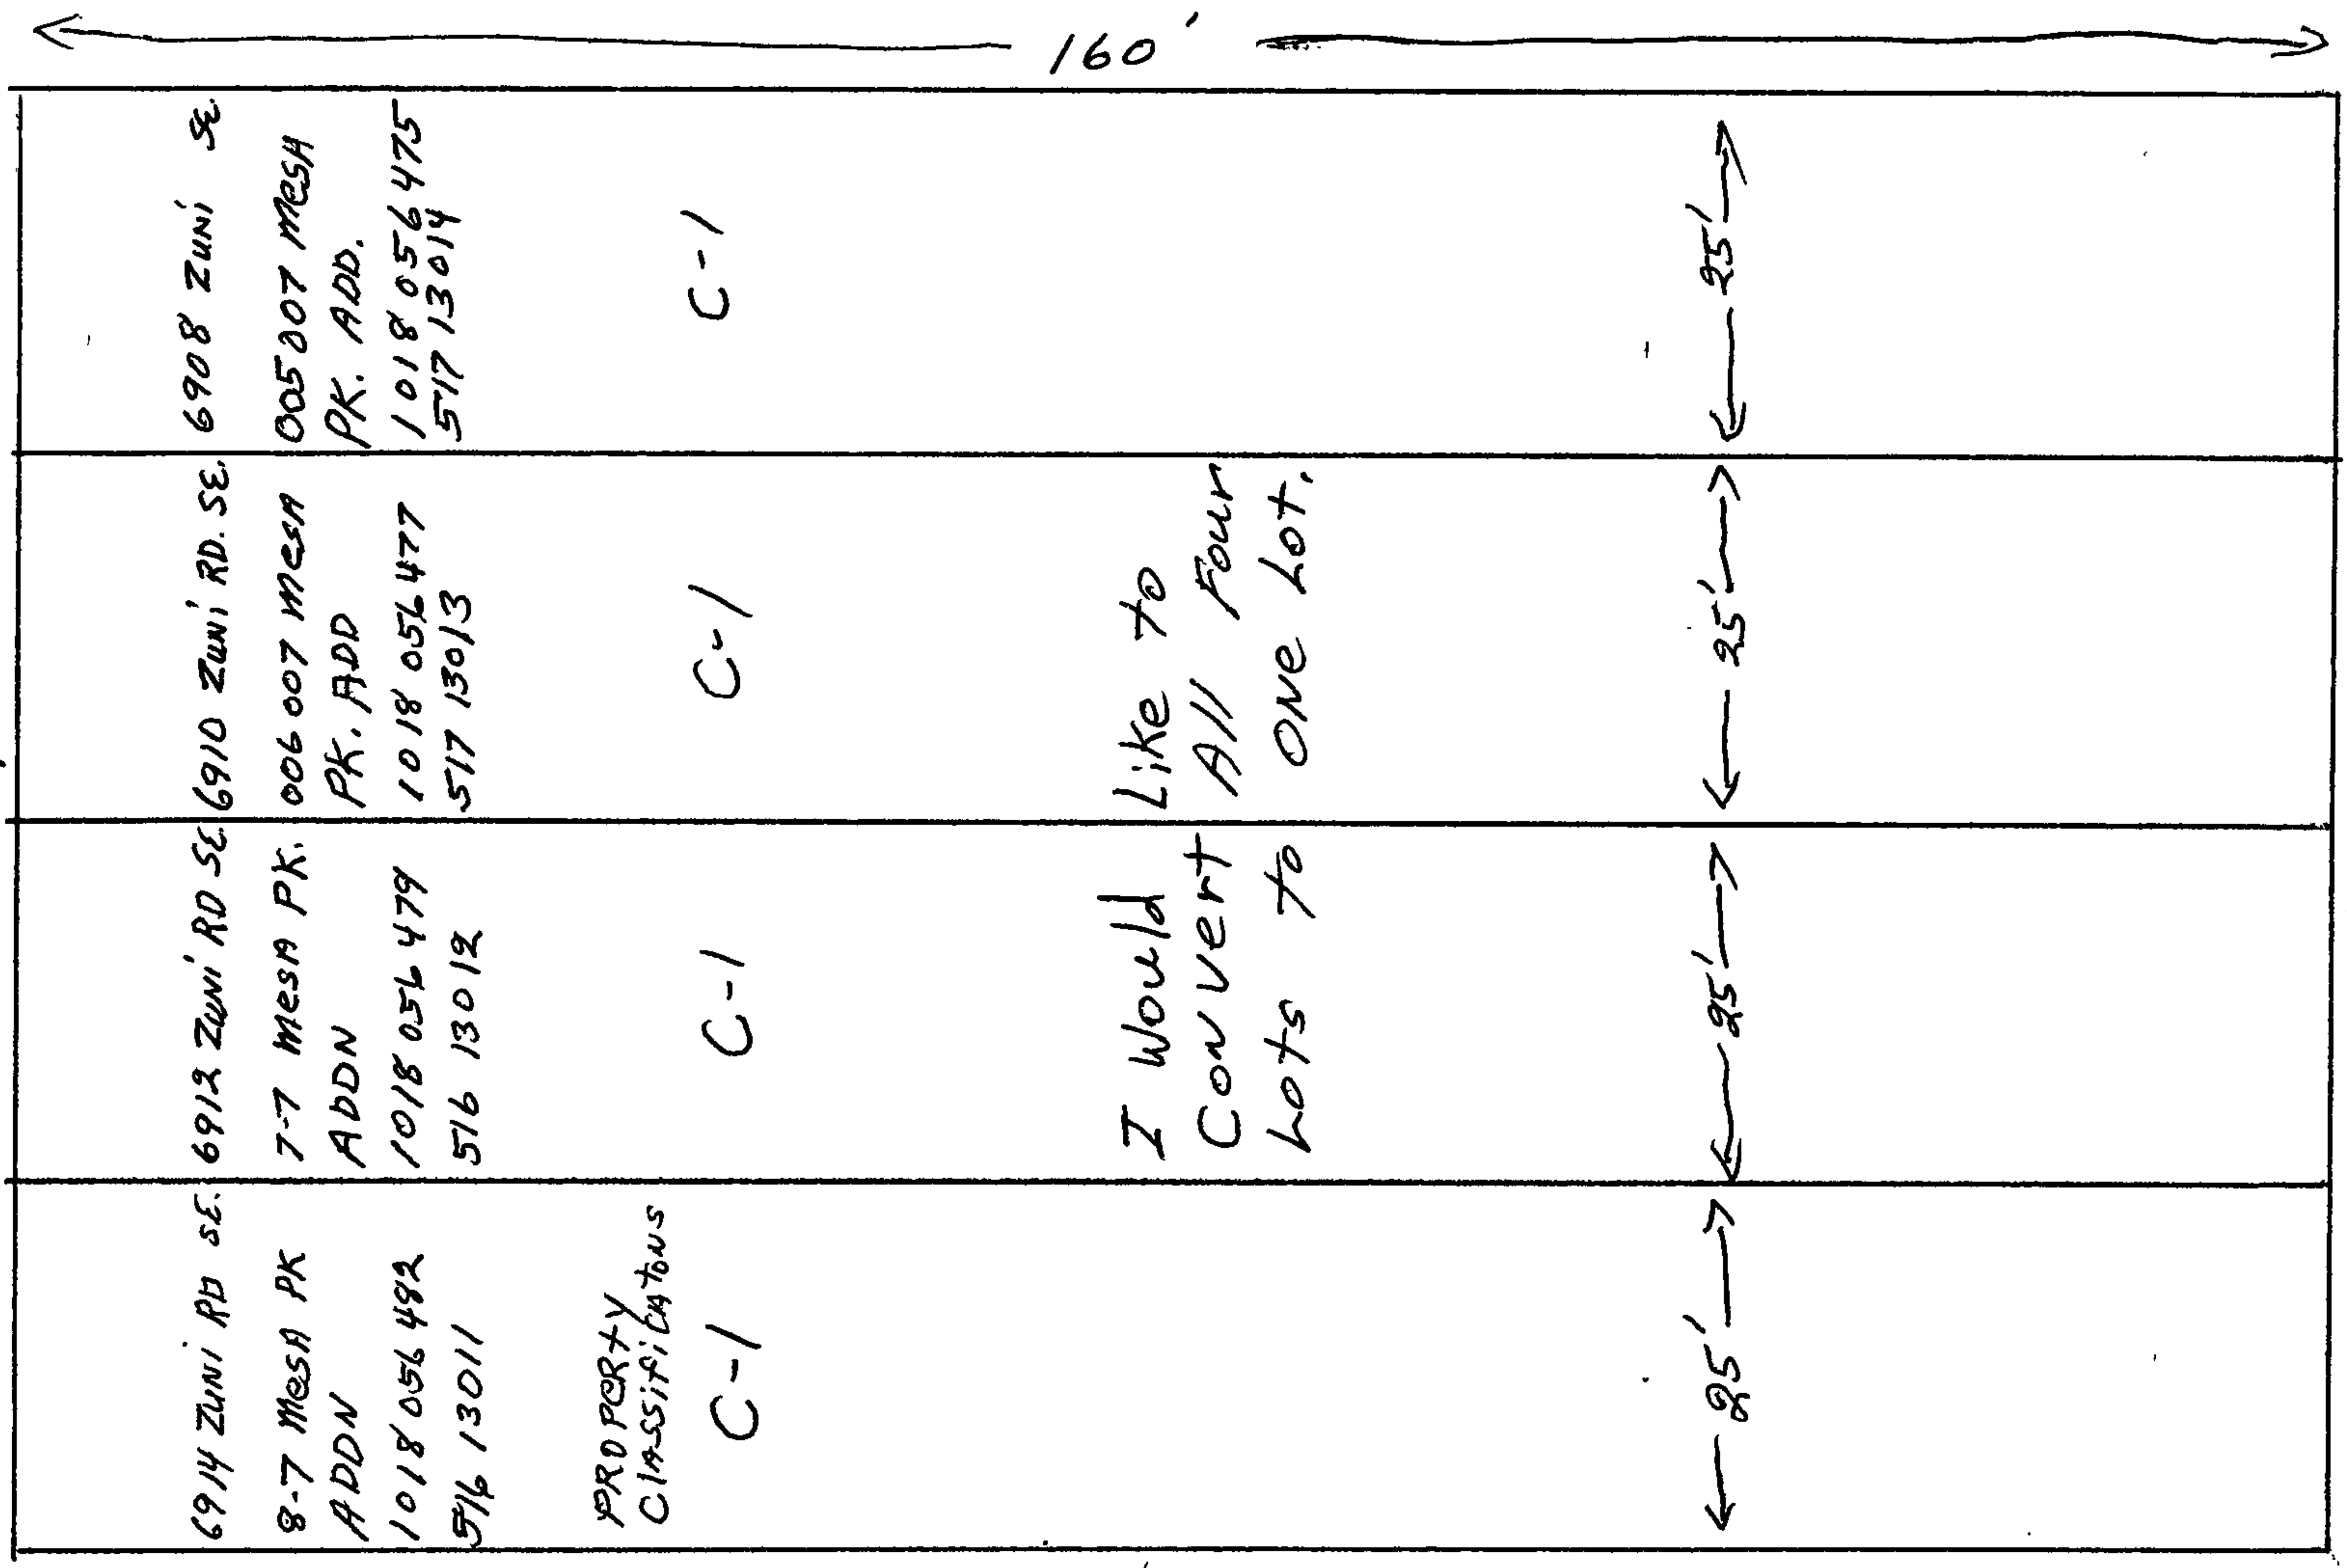 160'
6914 ZUNI RD SE.
8-7 MESA PK
ADDN
1018 056 482
516 13011
PROPERTY
CLASSIFICATONS
C-1
6912 ZUNI RD SE
7-7 MESA PK.
ADDN
1018 056 479
516 13012
C-1
6910 ZUNI RD. SE.
006 007 MESA
PK. ADD
1018 056 477
517 13013
C-1
6908 ZUNI SE
005 007 MESA
PK. ADD.
1018 056 475
517 13014
C-1
I Would Like to
Convert All Four
Lots to One Lot.
25'
25'
25'
25'